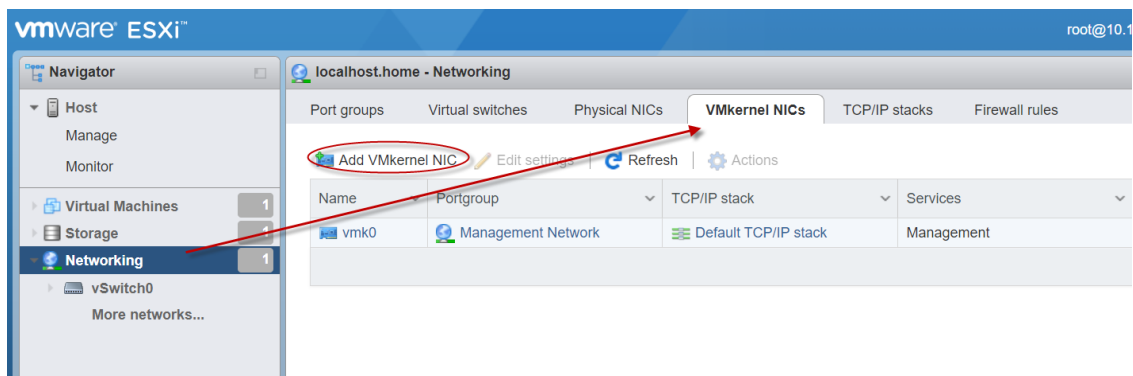 vmware® ESXi™
root@10.1
Navigator
localhost.home - Networking
Host
Manage
Monitor
Virtual Machines 1
Storage 1
Networking 1
vSwitch0
More networks...
Port groups Virtual switches Physical NICs VMkernel NICs TCP/IP stacks Firewall rules
Add VMkernel NIC Edit settings Refresh Actions
Name Portgroup TCP/IP stack Services
vmk0 Management Network Default TCP/IP stack Management